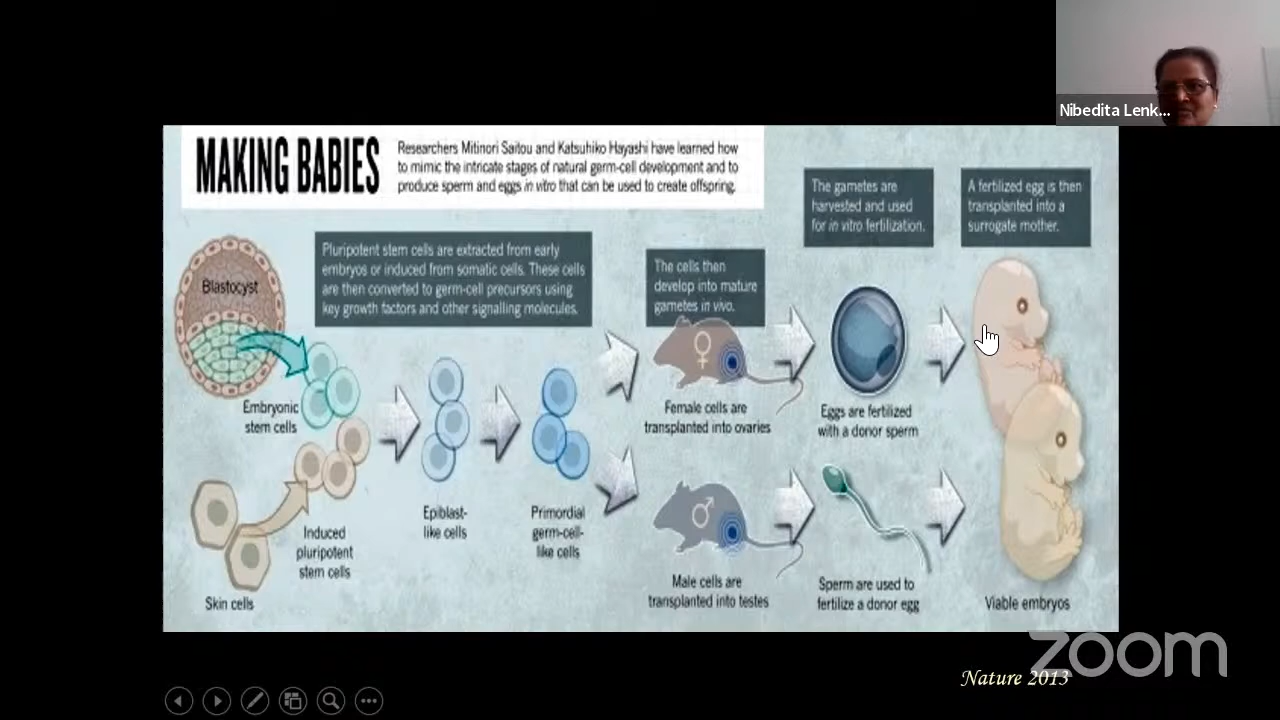 Nibedita Lenk...
MAKING BABIES
Researchers Mitinori Saitou and Katsuhiko Hayashi have learned how
to mimic the intricate stages of natural germ-cell development and to
produce sperm and eggs in vitro that can be used to create offspring.
Pluripotent stem cells are extracted from early
embryos or induced from somatic cells. These cells
are then converted to germ-cell precursors using
key growth factors and other signalling molecules.
The cells then
develop into mature
gametes in vivo.
The gametes are
harvested and used
for in vitro fertilization.
A fertilized egg is then
transplanted into a
surrogate mother.
Blastocyst
Embryonic
stem cells
Skin cells
Induced
pluripotent
stem cells
Epiblast-
like cells
Primordial
germ-cell-
like cells
Female cells are
transplanted into ovaries
Eggs are fertilized
with a donor sperm
Male cells are
transplanted into testes
Sperm are used to
fertilize a donor egg
Viable embryos
zoom
Nature 2013